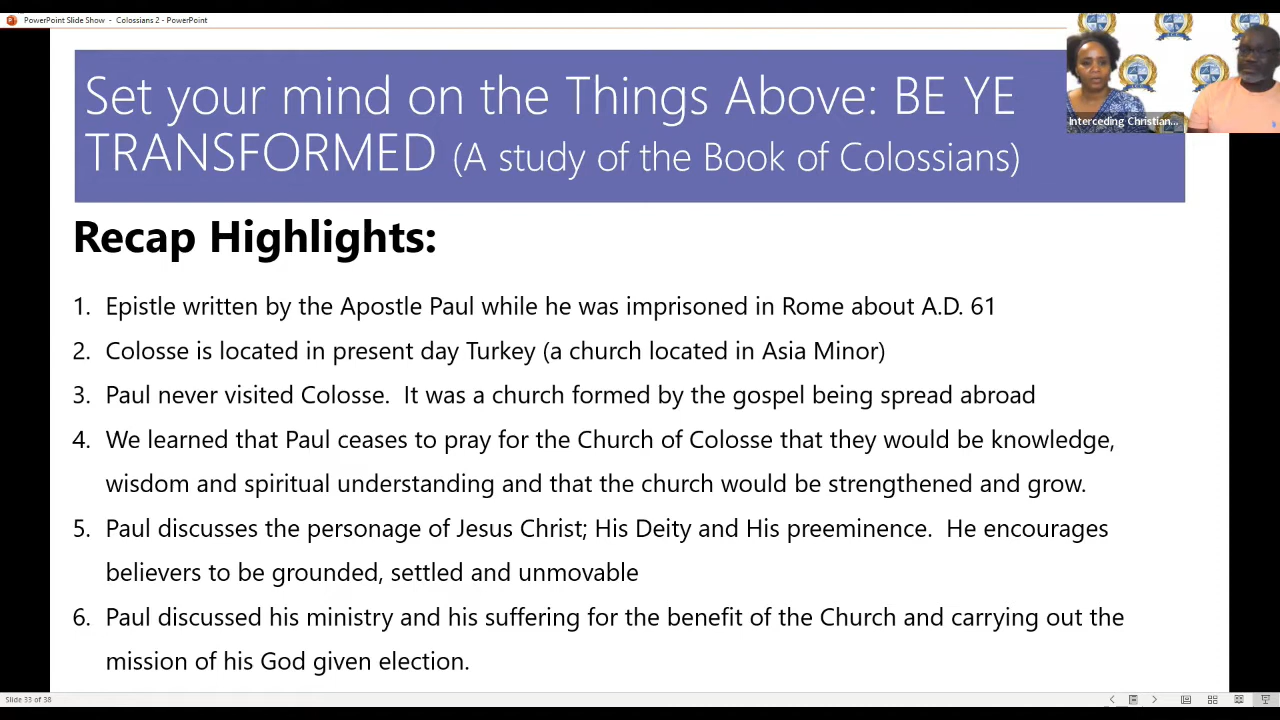 PowerPoint Slide Show - Colossians 2 - PowerPoint
Set your mind on the Things Above: BE YE
TRANSFORMED (A study of the Book of Colossians)
Interceding Christian...
Recap Highlights:
1. Epistle written by the Apostle Paul while he was imprisoned in Rome about A.D. 61
2. Colosse is located in present day Turkey (a church located in Asia Minor)
3. Paul never visited Colosse. It was a church formed by the gospel being spread abroad
4. We learned that Paul ceases to pray for the Church of Colosse that they would be knowledge,
wisdom and spiritual understanding and that the church would be strengthened and grow.
5. Paul discusses the personage of Jesus Christ; His Deity and His preeminence. He encourages
believers to be grounded, settled and unmovable
6. Paul discussed his ministry and his suffering for the benefit of the Church and carrying out the
mission of his God given election.
Slide 33 of 38